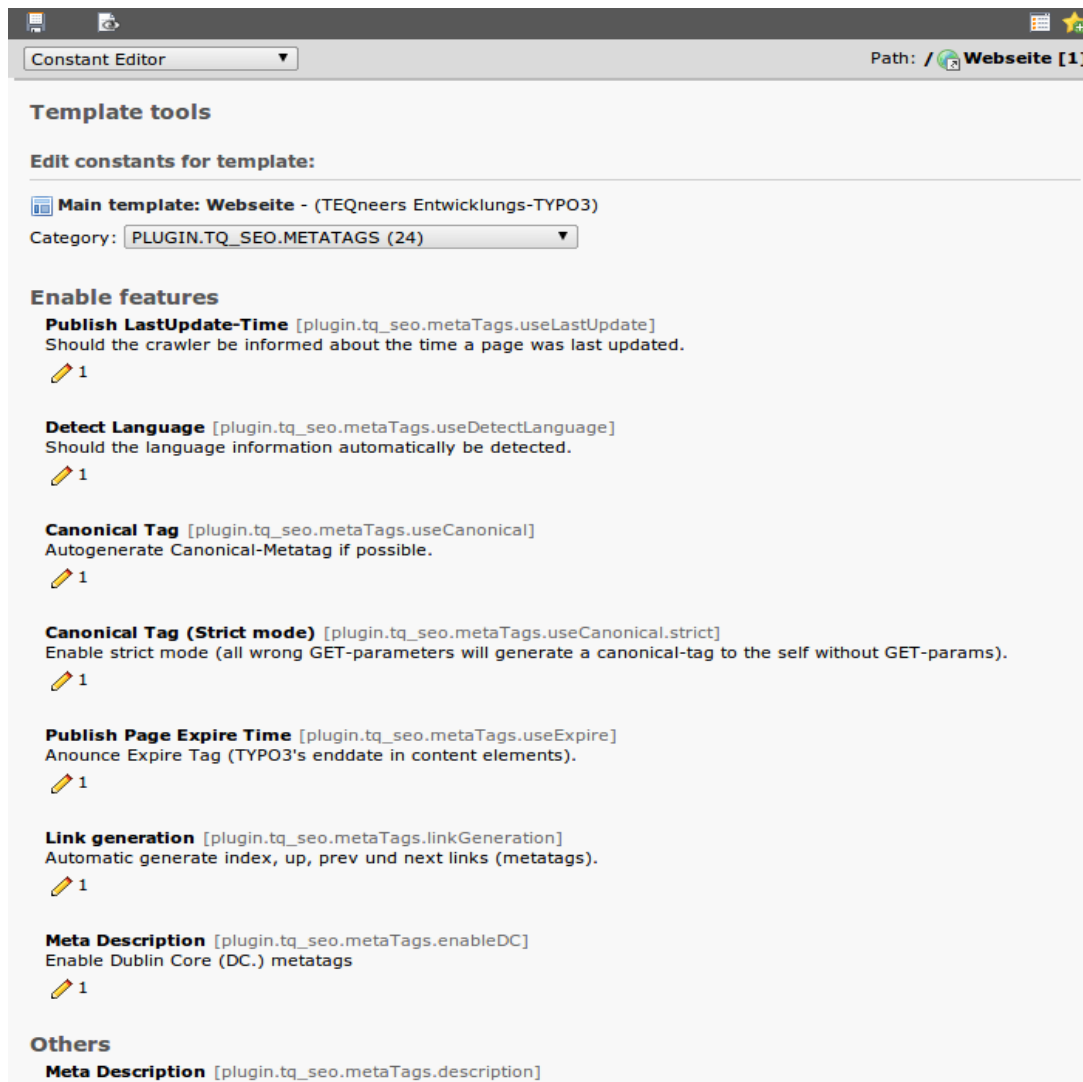 Constant Editor
Path: / Webseite [1]
Template tools
Edit constants for template:
Main template: Webseite - (TEQneers Entwicklungs-TYPO3)
Category: PLUGIN.TQ_SEO.METATAGS (24)
Enable features
Publish LastUpdate-Time [plugin.tq_seo.metaTags.useLastUpdate]
Should the crawler be informed about the time a page was last updated.
1
Detect Language [plugin.tq_seo.metaTags.useDetectLanguage]
Should the language information automatically be detected.
1
Canonical Tag [plugin.tq_seo.metaTags.useCanonical]
Autogenerate Canonical-Metatag if possible.
1
Canonical Tag (Strict mode) [plugin.tq_seo.metaTags.useCanonical.strict]
Enable strict mode (all wrong GET-parameters will generate a canonical-tag to the self without GET-params).
1
Publish Page Expire Time [plugin.tq_seo.metaTags.useExpire]
Anounce Expire Tag (TYPO3's enddate in content elements).
1
Link generation [plugin.tq_seo.metaTags.linkGeneration]
Automatic generate index, up, prev und next links (metatags).
1
Meta Description [plugin.tq_seo.metaTags.enableDC]
Enable Dublin Core (DC.) metatags
1
Others
Meta Description [plugin.tq_seo.metaTags.description]